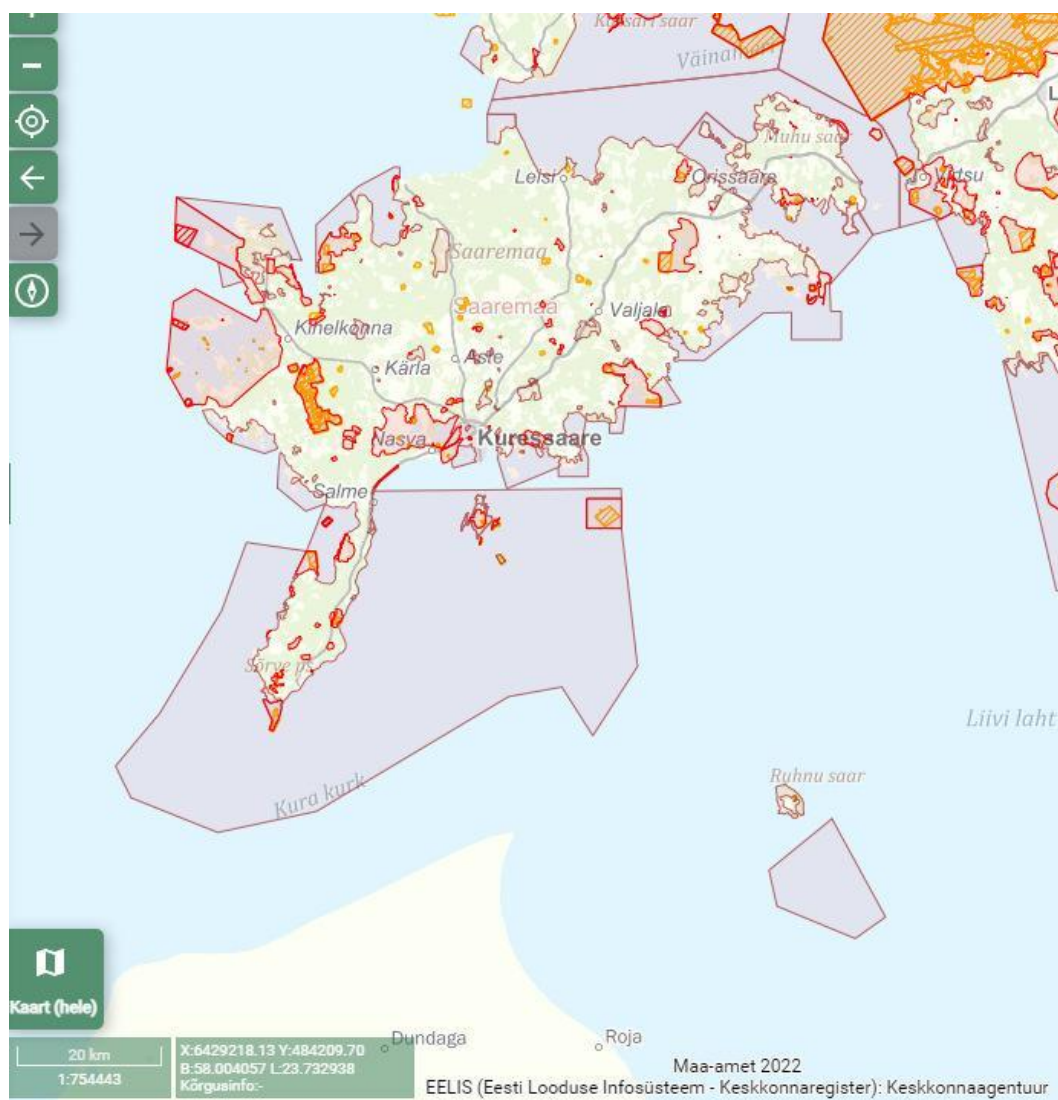 Kassari saar
Väinameri
Muhu saar
Leisi
Orissaare
Virtsu
Saaremaa
Saaremaa
Valjala
Kihelkonna
Aste
Kärla
Nasva
Kuressaare
Salme
Sõrve ps
Liivi laht
Ruhnu saar
Kura kurk
Kaart (hele)
20 km
1:754443
X:6429218.13 Y:484209.70
B:58.004057 L:23.732938
Kõrgusinfo:-
Dundaga
Roja
Maa-amet 2022
EELIS (Eesti Looduse Infosüsteem - Keskkonnaregister): Keskkonnaagentuur